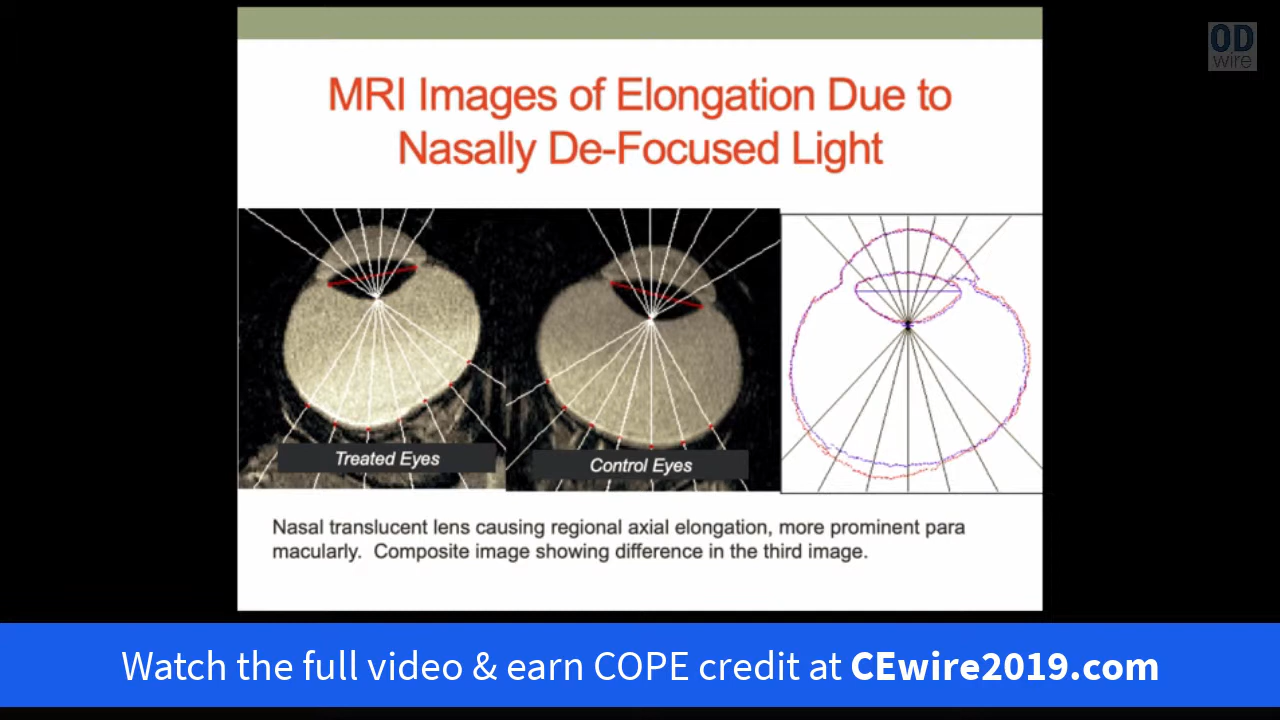 OD
wire
MRI Images of Elongation Due to
Nasally De-Focused Light
Treated Eyes
Control Eyes
Nasal translucent lens causing regional axial elongation, more prominent para
macularly. Composite image showing difference in the third image.
Watch the full video & earn COPE credit at CEwire2019.com